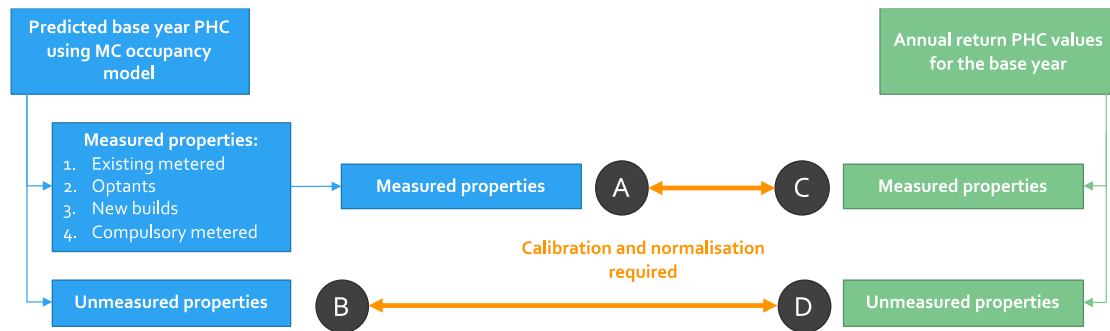 Predicted base year PHC
using MC occupancy
model
Annual return PHC values
for the base year
Measured properties:
1. Existing metered
2. Optants
3. New builds
4. Compulsory metered
Measured properties
A
C
Measured properties
Calibration and normalisation
required
Unmeasured properties
B
D
Unmeasured properties